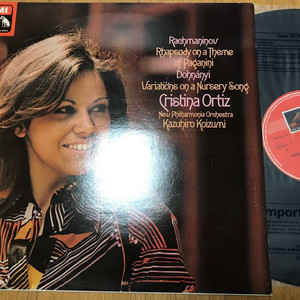 EMI
Rachmaninov
Rhapsody on a Theme
of Paganini
Dohnányi
Variations on a Nursery Song
Cristina Ortiz
New Philharmonia Orchestra
Kazuhiro Koizumi